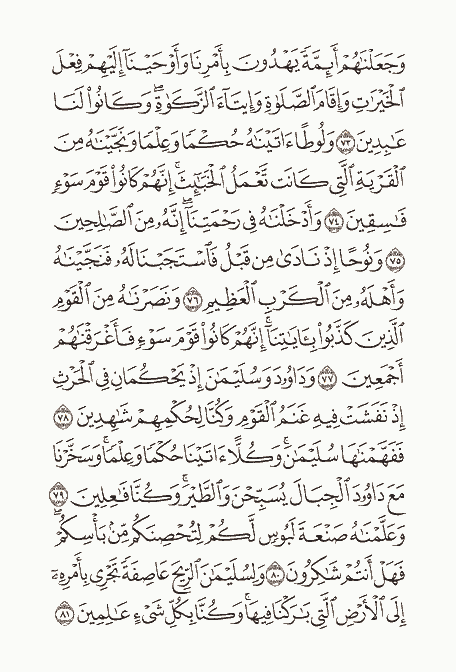 وَجَعَلْنَٰهُمْ أَئِمَّةً يَهْدُونَ بِأَمْرِنَا وَأَوْحَيْنَآ إِلَيْهِمْ فِعْلَ
ٱلْخَيْرَٰتِ وَإِقَامَ ٱلصَّلَوٰةِ وَإِيتَآءَ ٱلزَّكَوٰةِۖ وَكَانُوا۟ لَنَا
عَٰبِدِينَ ٧٣ وَلُوطًا ءَاتَيْنَٰهُ حُكْمًا وَعِلْمًا وَنَجَّيْنَٰهُ مِنَ
ٱلْقَرْيَةِ ٱلَّتِى كَانَت تَّعْمَلُ ٱلْخَبَٰٓئِثَۚ إِنَّهُمْ كَانُوا۟ قَوْمَ سَوْءٍ
فَٰسِقِينَ ٧٤ وَأَدْخَلْنَٰهُ فِى رَحْمَتِنَآۖ إِنَّهُۥ مِنَ ٱلصَّٰلِحِينَ
٧٥ وَنُوحًا إِذْ نَادَىٰ مِن قَبْلُ فَٱسْتَجَبْنَا لَهُۥ فَنَجَّيْنَٰهُ
وَأَهْلَهُۥ مِنَ ٱلْكَرْبِ ٱلْعَظِيمِ ٧٦ وَنَصَرْنَٰهُ مِنَ ٱلْقَوْمِ
ٱلَّذِينَ كَذَّبُوا۟ بِـَٔايَٰتِنَآۚ إِنَّهُمْ كَانُوا۟ قَوْمَ سَوْءٍ فَأَغْرَقْنَٰهُمْ
أَجْمَعِينَ ٧٧ وَدَاوُۥدَ وَسُلَيْمَٰنَ إِذْ يَحْكُمَانِ فِى ٱلْحَرْثِ
إِذْ نَفَشَتْ فِيهِ غَنَمُ ٱلْقَوْمِ وَكُنَّا لِحُكْمِهِمْ شَٰهِدِينَ ٧٨
فَفَهَّمْنَٰهَا سُلَيْمَٰنَۚ وَكُلًّا ءَاتَيْنَا حُكْمًا وَعِلْمًاۚ وَسَخَّرْنَا
مَعَ دَاوُۥدَ ٱلْجِبَالَ يُسَبِّحْنَ وَٱلطَّيْرَۚ وَكُنَّا فَٰعِلِينَ ٧٩
وَعَلَّمْنَٰهُ صَنْعَةَ لَبُوسٍ لَّكُمْ لِتُحْصِنَكُم مِّنۢ بَأْسِكُمْۖ
فَهَلْ أَنتُمْ شَٰكِرُونَ ٨٠ وَلِسُلَيْمَٰنَ ٱلرِّيحَ عَاصِفَةً تَجْرِى بِأَمْرِهِۦٓ
إِلَى ٱلْأَرْضِ ٱلَّتِى بَٰرَكْنَا فِيهَاۚ وَكُنَّا بِكُلِّ شَىْءٍ عَٰلِمِينَ ٨١